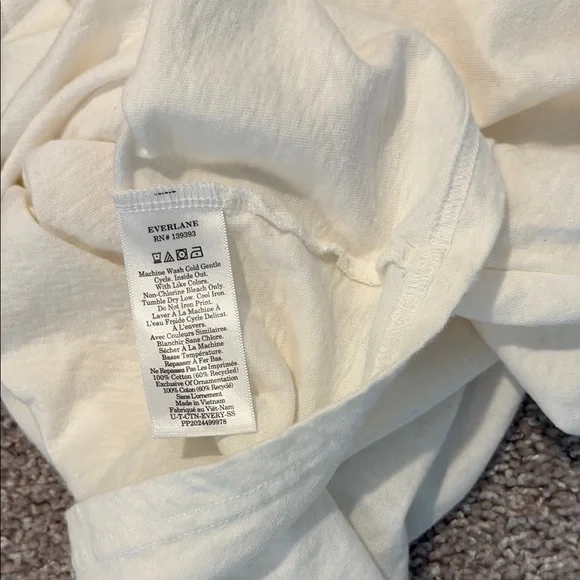 EVERLANE
RN# 139393
Machine Wash Cold Gentle
Cycle. Inside Out.
With Like Colors.
Non-Chlorine Bleach Only.
Tumble Dry Low. Cool Iron.
Do Not Iron Print.
Laver À La Machine À
L'eau Froide Cycle Delicat.
À L'envers.
Avec Couleurs Similaires.
Blanchir Sans Chlore.
Sécher À La Machine
Basse Température.
Repasser À Fer Bas.
Ne Repassez Pas Les Imprimés.
100% Cotton (60% Recycled)
Exclusive Of Ornamentation
100% Coton (60% Recyclé)
Sans L'ornement
Made in Vietnam
Fabriqué au Viêt-Nam
U-T-CTN-EVERY-SS
PP2024499978